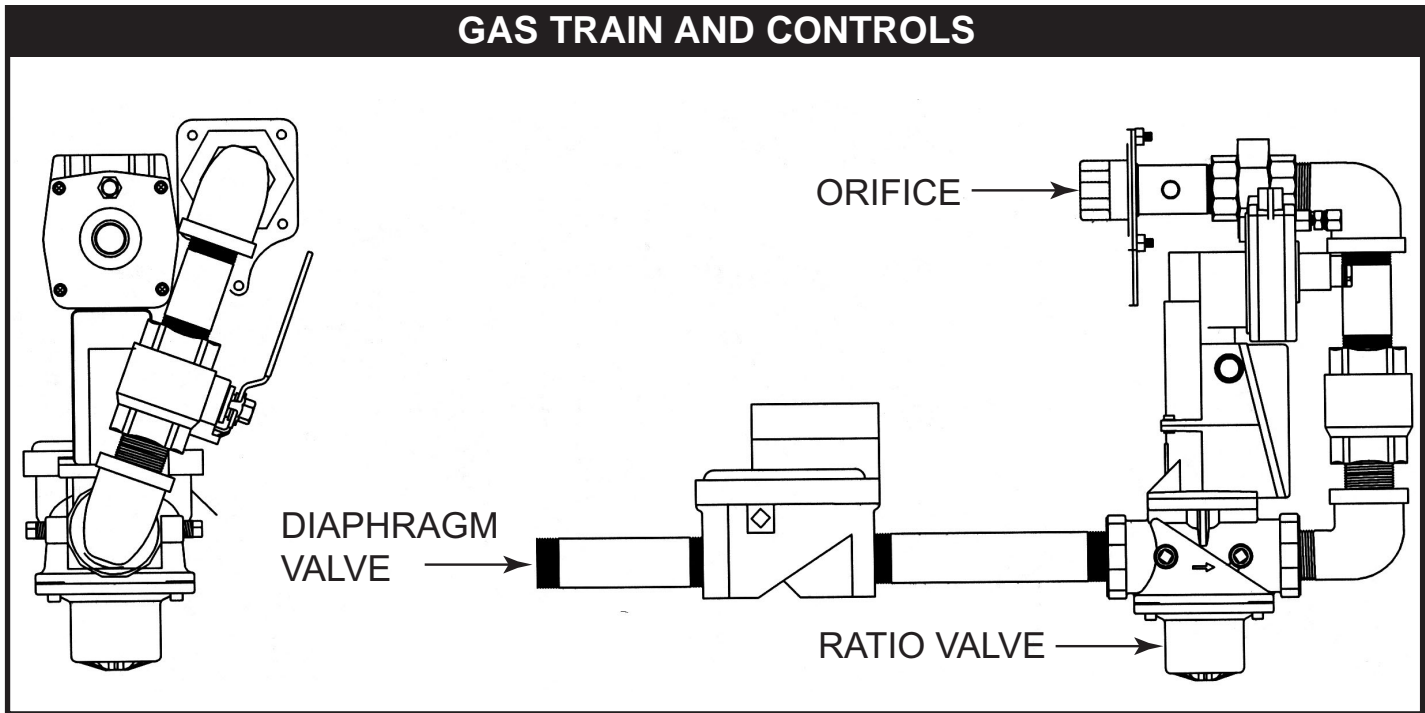 GAS TRAIN AND CONTROLS
ORIFICE
DIAPHRAGM
VALVE
RATIO VALVE